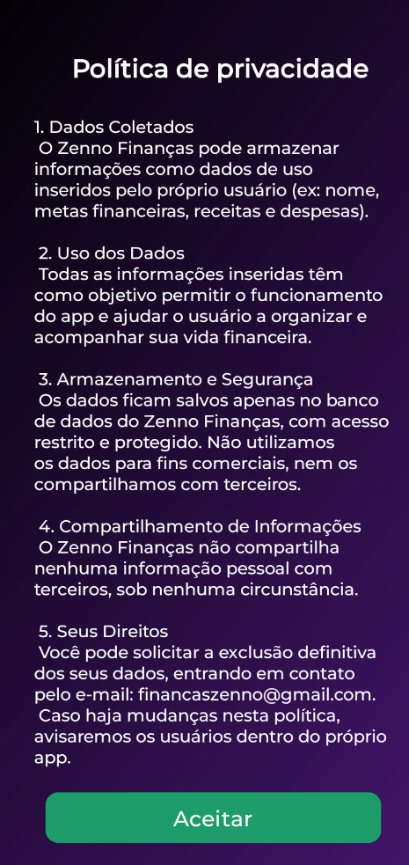 Política de privacidade
1. Dados Coletados
O Zenno Finanças pode armazenar
informações como dados de uso
inseridos pelo próprio usuário (ex: nome,
metas financeiras, receitas e despesas).
2. Uso dos Dados
Todas as informações inseridas têm
como objetivo permitir o funcionamento
do app e ajudar o usuário a organizar e
acompanhar sua vida financeira.
3. Armazenamento e Segurança
Os dados ficam salvos apenas no banco
de dados do Zenno Finanças, com acesso
restrito e protegido. Não utilizamos
os dados para fins comerciais, nem os
compartilhamos com terceiros.
4. Compartilhamento de Informações
O Zenno Finanças não compartilha
nenhuma informação pessoal com
terceiros, sob nenhuma circunstância.
5. Seus Direitos
Você pode solicitar a exclusão definitiva
dos seus dados, entrando em contato
pelo e-mail: financaszenno@gmail.com.
Caso haja mudanças nesta política,
avisaremos os usuários dentro do próprio
app.
Aceitar